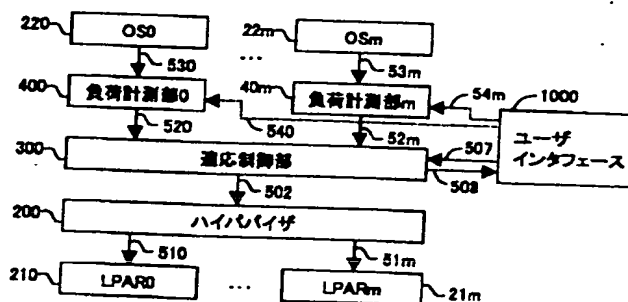 220 OS0 22m OSm
530 ... 53m
400 負荷計測部0 40m 負荷計測部m 54m 1000
520 540 52m ユーザ
インタフェース
300 適応制御部 507
508
502
200 ハイパバイザ
510 51m
210 LPAR0 ... LPARm 21m